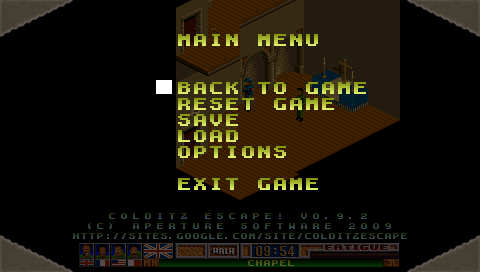 MAIN MENU
BACK TO GAME
RESET GAME
SAVE
LOAD
OPTIONS
EXIT GAME
COLDITZ ESCAPE! V0.9.2
(C) APERTURE SOFTWARE 2009
HTTP://SITES.GOOGLE.COM/SITE/COLDITZESCAPE
WALK 09:54 FATIGUE
CHAPEL